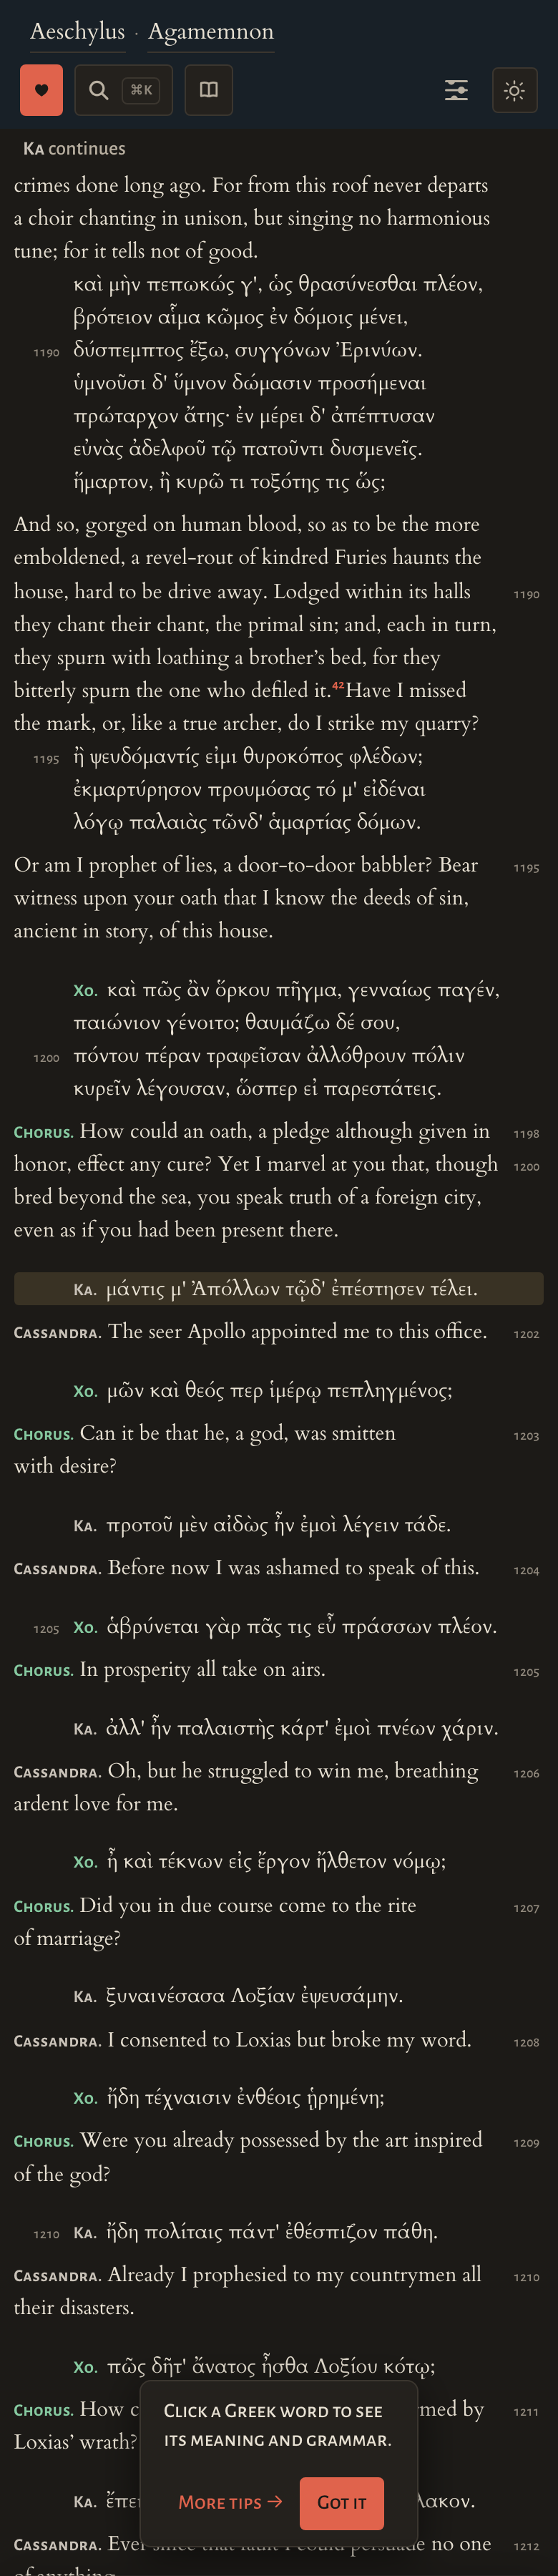 Aeschylus · Agamemnon
⌘K
Ka continues
crimes done long ago. For from this roof never departs
a choir chanting in unison, but singing no harmonious
tune; for it tells not of good.
καὶ μὴν πεπωκώς γ', ὡς θρασύνεσθαι πλέον,
βρότειον αἷμα κῶμος ἐν δόμοις μένει,
1190 δύσπεμπτος ἔξω, συγγόνων Ἐρινύων.
ὑμνοῦσι δ' ὕμνον δώμασιν προσήμεναι
πρώταρχον ἄτης· ἐν μέρει δ' ἀπέπτυσαν
εὐνὰς ἀδελφοῦ τῷ πατοῦντι δυσμενεῖς.
ἥμαρτον, ἢ κυρῶ τι τοξότης τις ὥς;
And so, gorged on human blood, so as to be the more
emboldened, a revel-rout of kindred Furies haunts the
house, hard to be drive away. Lodged within its halls 1190
they chant their chant, the primal sin; and, each in turn,
they spurn with loathing a brother's bed, for they
bitterly spurn the one who defiled it.42Have I missed
the mark, or, like a true archer, do I strike my quarry?
1195 ἢ ψευδόμαντίς εἰμι θυροκόπος φλέδων;
ἐκμαρτύρησον προυμόσας τό μ' εἰδέναι
λόγῳ παλαιὰς τῶνδ' ἁμαρτίας δόμων.
Or am I prophet of lies, a door-to-door babbler? Bear 1195
witness upon your oath that I know the deeds of sin,
ancient in story, of this house.
Xο. καὶ πῶς ἂν ὅρκου πῆγμα, γενναίως παγέν,
παιώνιον γένοιτο; θαυμάζω δέ σου,
1200 πόντου πέραν τραφεῖσαν ἀλλόθρουν πόλιν
κυρεῖν λέγουσαν, ὥσπερ εἰ παρεστάτεις.
Chorus. How could an oath, a pledge although given in 1198
honor, effect any cure? Yet I marvel at you that, though 1200
bred beyond the sea, you speak truth of a foreign city,
even as if you had been present there.
Κα. μάντις μ' Ἀπόλλων τῷδ' ἐπέστησεν τέλει.
Cassandra. The seer Apollo appointed me to this office. 1202
Χο. μῶν καὶ θεός περ ἱμέρῳ πεπληγμένος;
Chorus. Can it be that he, a god, was smitten 1203
with desire?
Κα. προτοῦ μὲν αἰδὼς ἦν ἐμοὶ λέγειν τάδε.
Cassandra. Before now I was ashamed to speak of this. 1204
1205 Χο. ἁβρύνεται γὰρ πᾶς τις εὖ πράσσων πλέον.
Chorus. In prosperity all take on airs. 1205
Κα. ἀλλ' ἦν παλαιστὴς κάρτ' ἐμοὶ πνέων χάριν.
Cassandra. Oh, but he struggled to win me, breathing 1206
ardent love for me.
Χο. ἦ καὶ τέκνων εἰς ἔργον ἤλθετον νόμῳ;
Chorus. Did you in due course come to the rite 1207
of marriage?
Κα. ξυναινέσασα Λοξίαν ἐψευσάμην.
Cassandra. I consented to Loxias but broke my word. 1208
Χο. ἤδη τέχναισιν ἐνθέοις ᾑρημένη;
Chorus. Were you already possessed by the art inspired 1209
of the god?
1210 Κα. ἤδη πολίταις πάντ' ἐθέσπιζον πάθη.
Cassandra. Already I prophesied to my countrymen all 1210
their disasters.
Χο. πῶς δῆτ' ἄνατος ἦσθα Λοξίου κότῳ;
Chorus. How 1211
Loxias' wrath?
Κα.
Cassandra. Ever since that fault I could persuade no one 1212
of anything.
Click a Greek word to see
its meaning and grammar.
More tips →
Got it